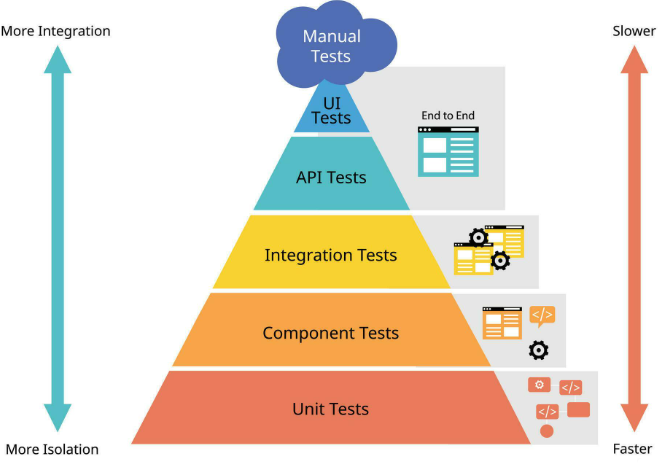 More Integration
Slower
Manual
Tests
UI
Tests
End to End
API Tests
Integration Tests
</>
Component Tests
</>
</>
Unit Tests
More Isolation
Faster